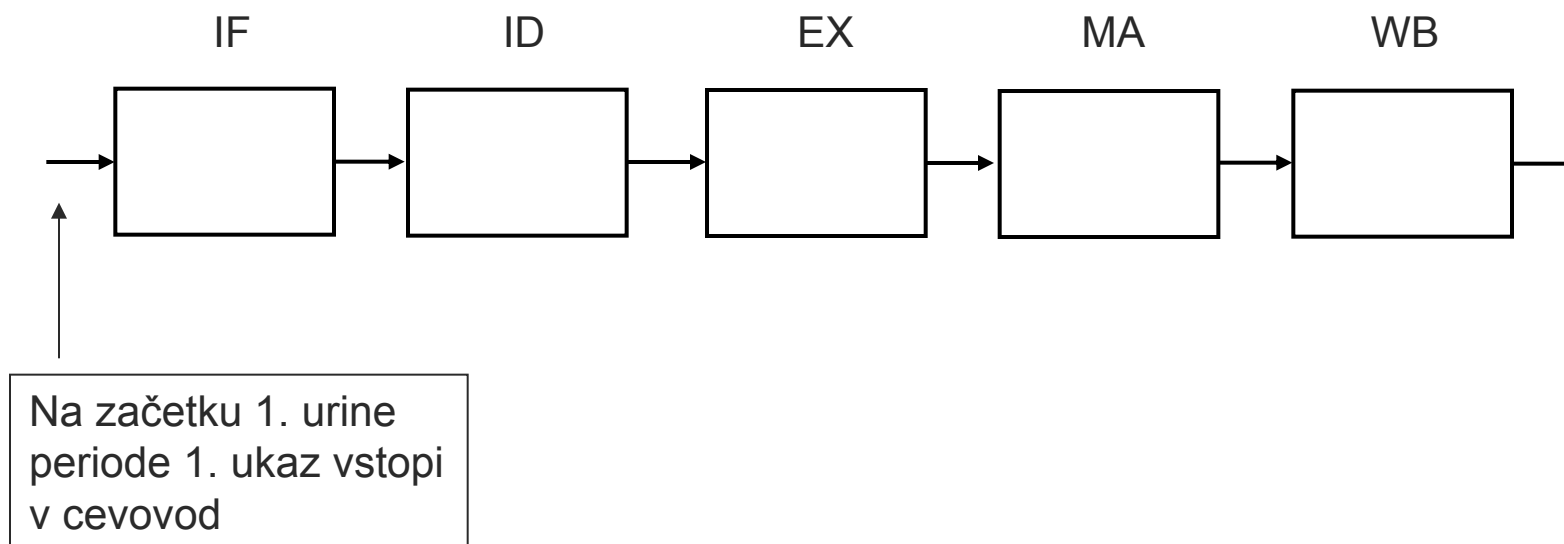 IF ID EX MA WB
Na začetku 1. urine
periode 1. ukaz vstopi
v cevovod